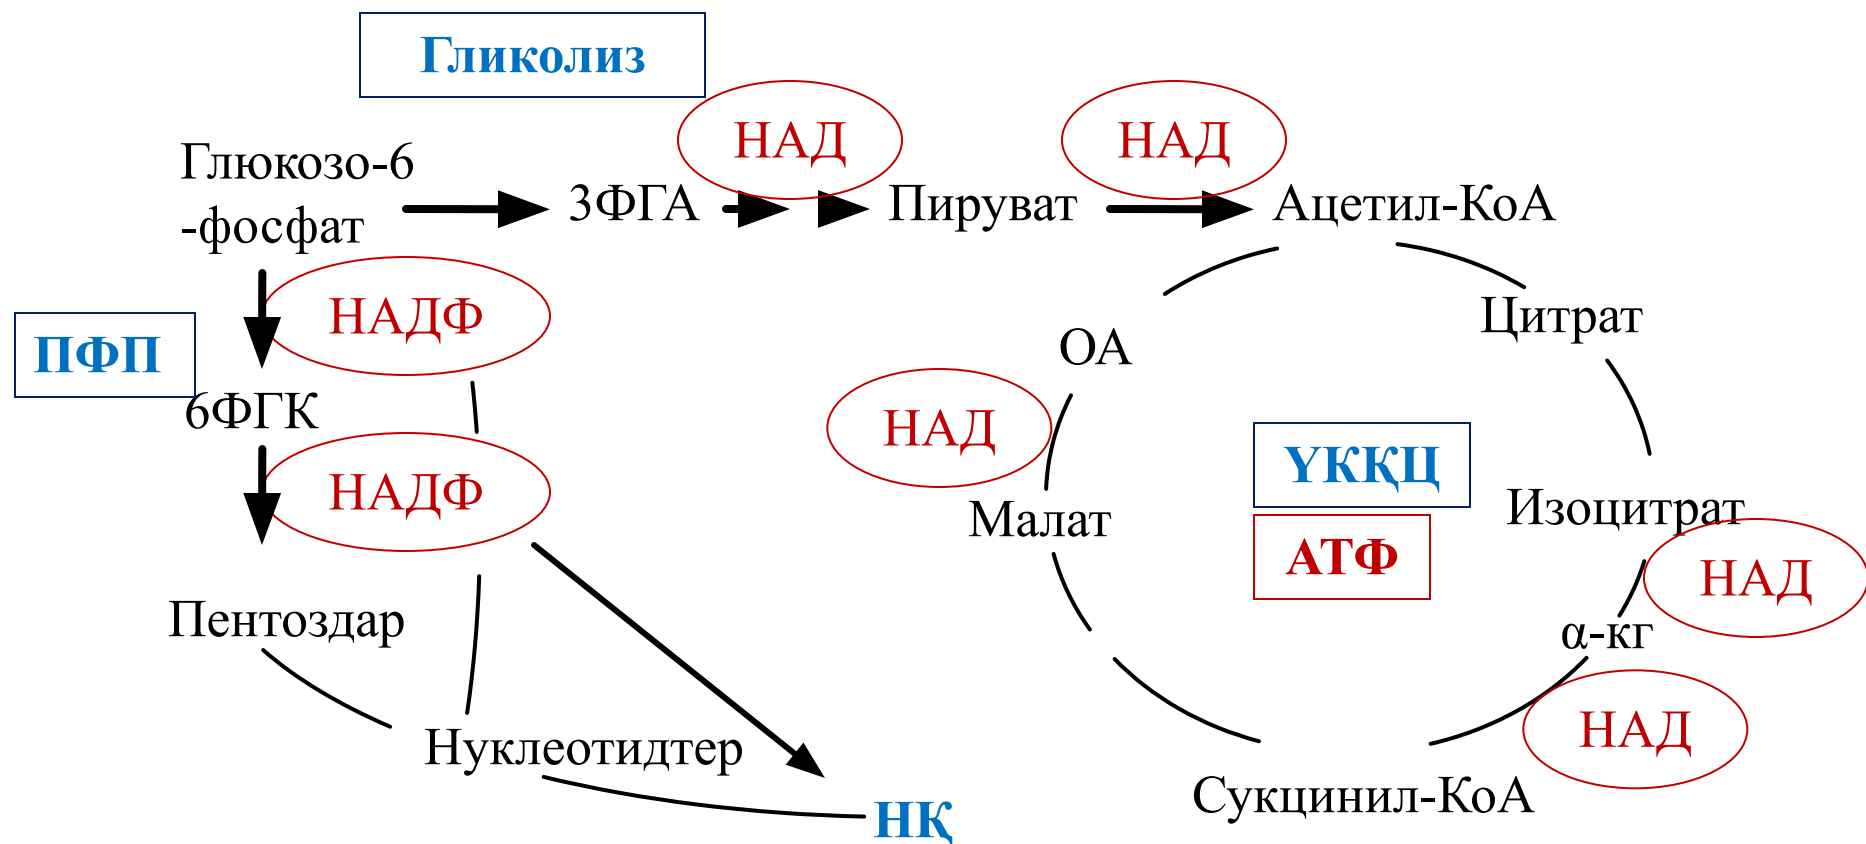 Гликолиз
НАД
НАД
Глюкозо-6
-фосфат
3ФГА
Пируват
Ацетил-КоА
НАДФ
Цитрат
ПФП
ОА
6ФГК
НАД
ҮКҚЦ
НАДФ
Малат
Изоцитрат
АТФ
НАД
Пентоздар
α-кг
НАД
Нуклеотидтер
Сукцинил-КоА
НҚ